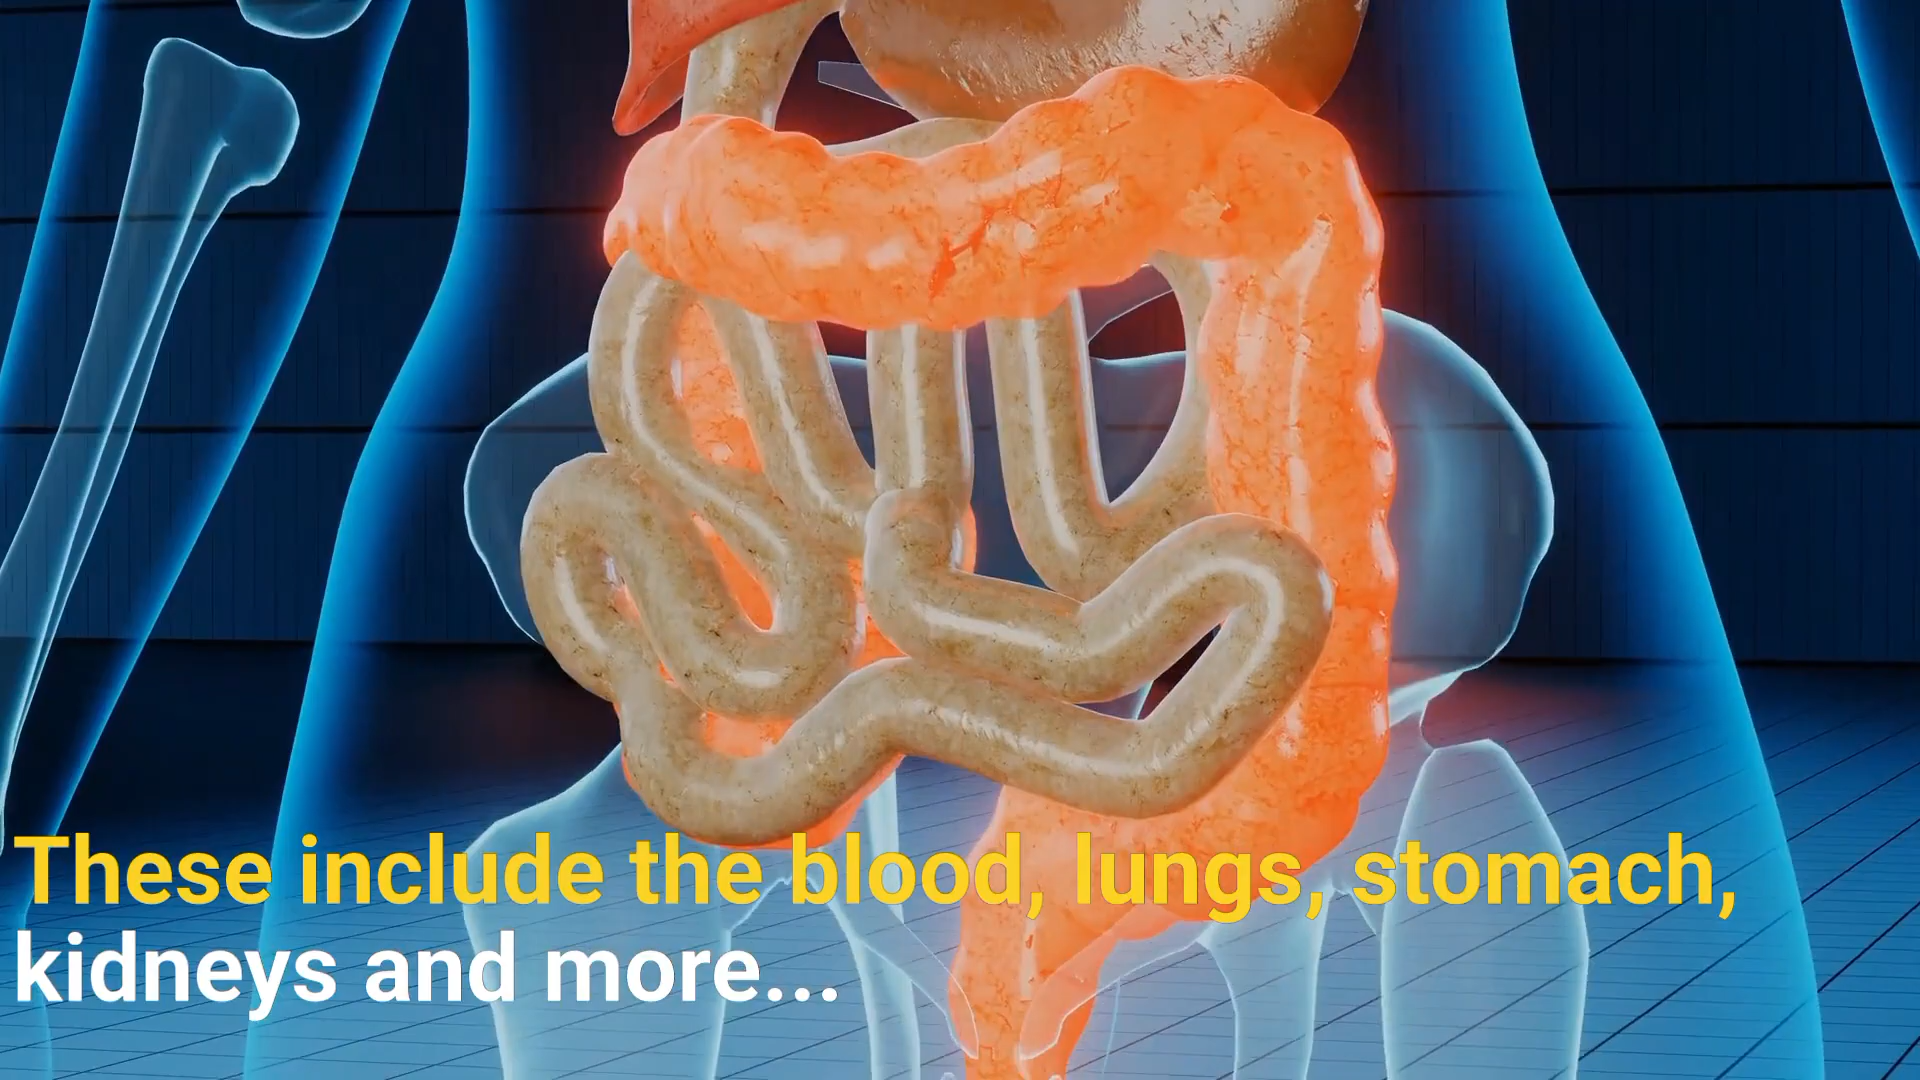 These include the blood, lungs, stomach,
kidneys and more...